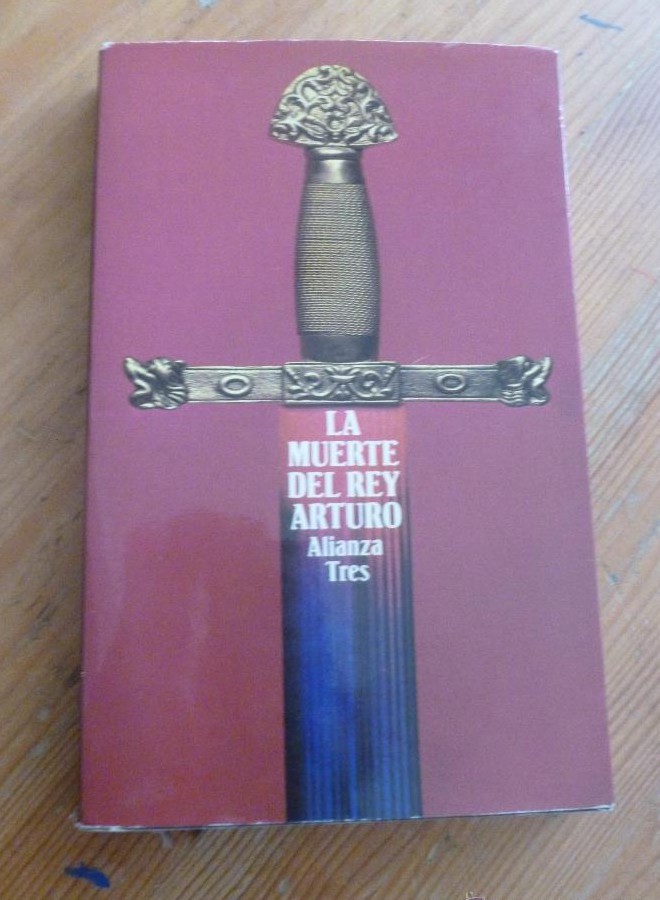 LA
MUERTE
DEL REY
ARTURO
Alianza
Tres